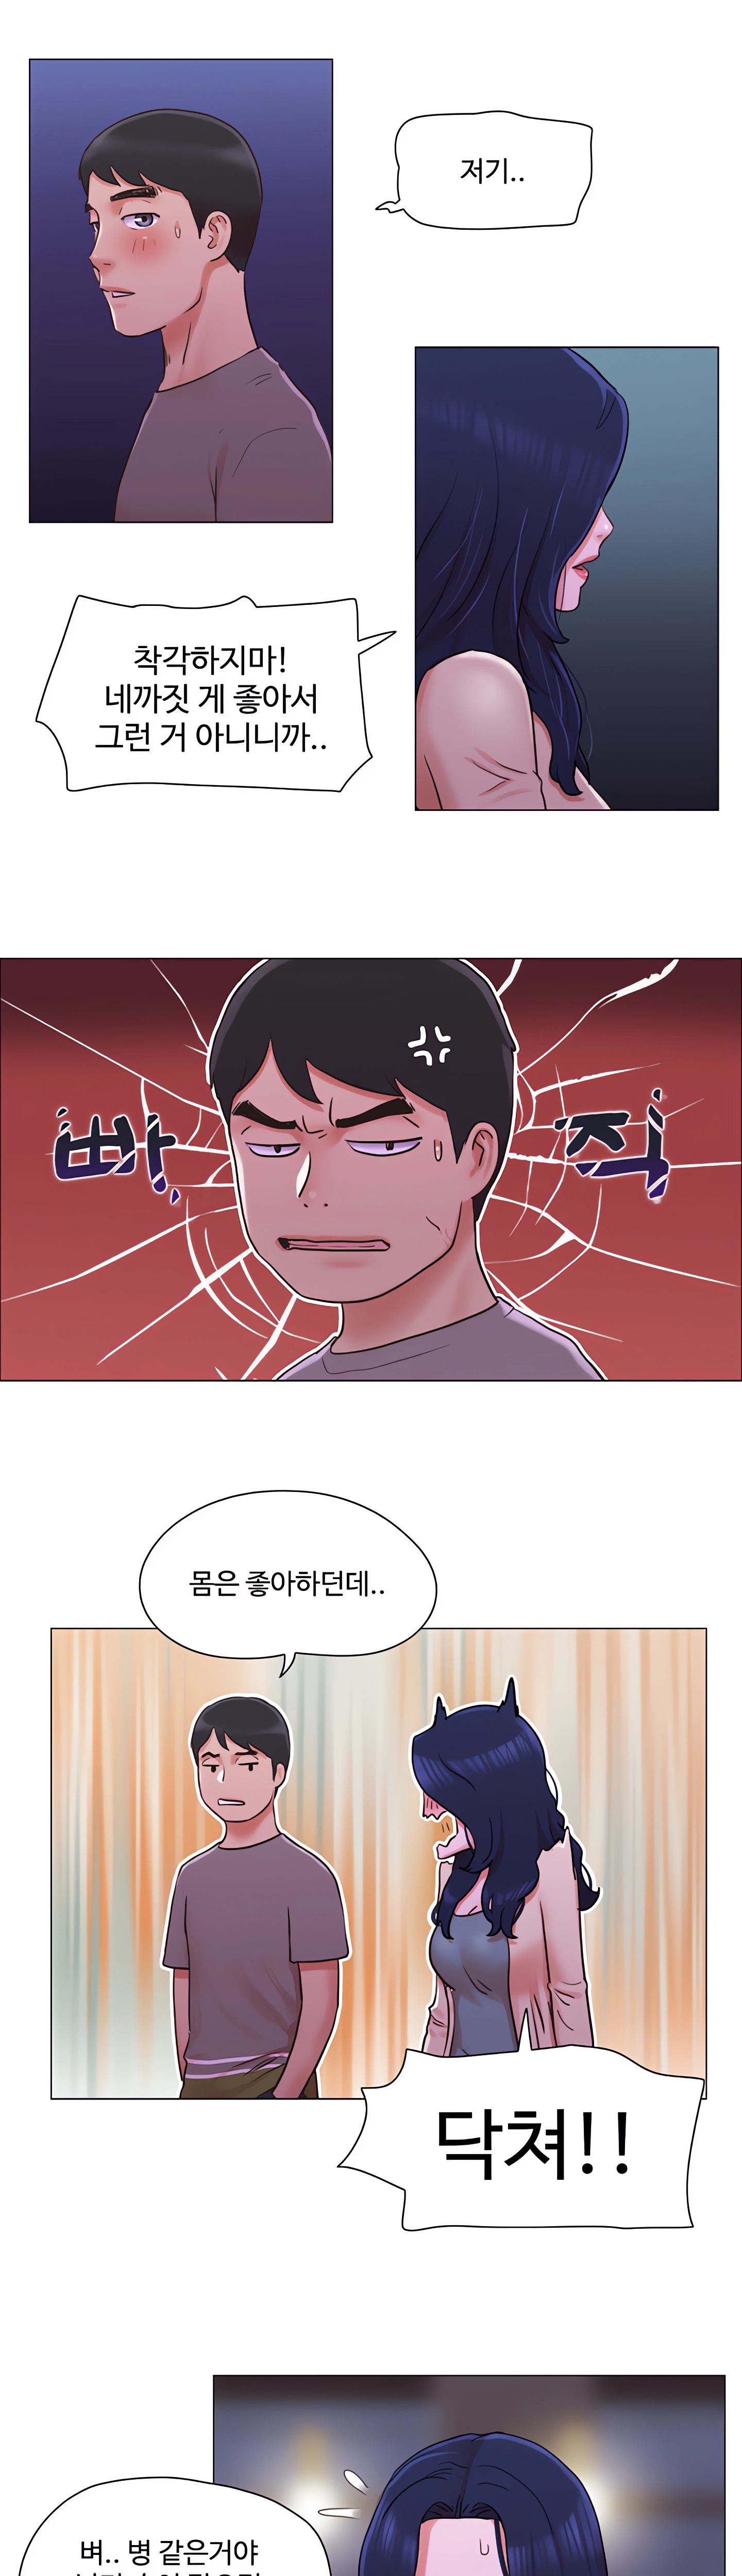 저기..
착각하지마!
네까짓 게 좋아서
그런 거 아니니까..
빠 직
몸은 좋아하던데..
닥쳐!!
벼.. 병 같은거야